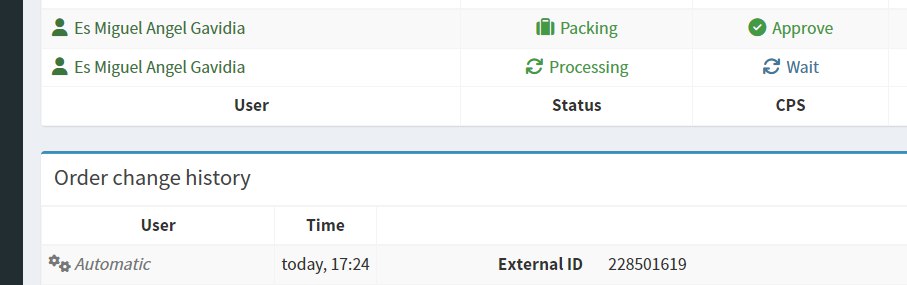 Es Miguel Angel Gavidia Packing Approve
Es Miguel Angel Gavidia Processing Wait
User Status CPS
Order change history
User Time
Automatic today, 17:24 External ID 228501619